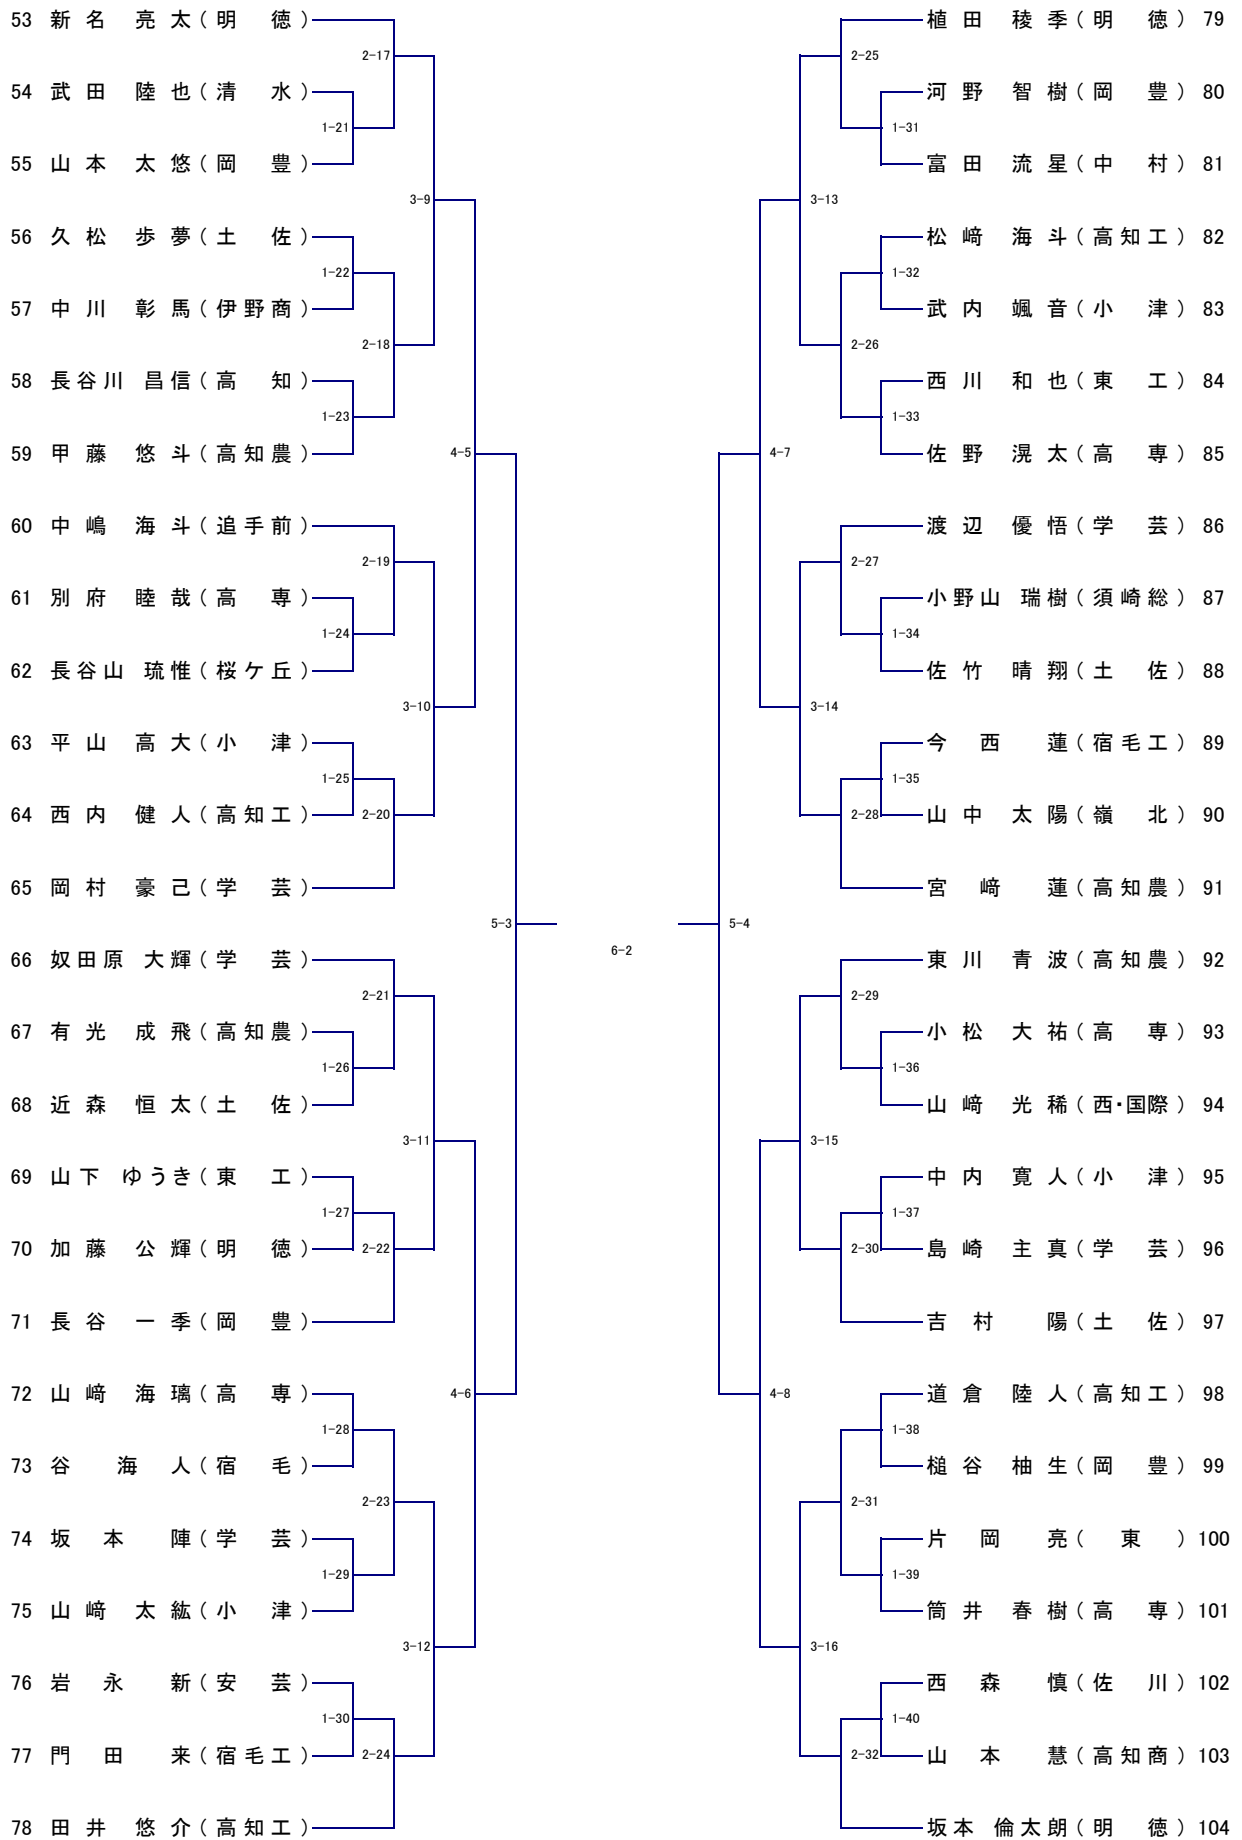 53 新名 亮太(明 徳)
2-17
54 武田 陸也(清 水)
1-21
55 山本 太悠(岡 豊)
3-9
56 久松 歩夢(土 佐)
1-22
57 中川 彰馬(伊野商)
2-18
58 長谷川 昌信(高 知)
1-23
59 甲藤 悠斗(高知農)
4-5
60 中嶋 海斗(追手前)
2-19
61 別府 睦哉(高 専)
1-24
62 長谷山 琉惟(桜ケ丘)
3-10
63 平山 高大(小 津)
1-25
64 西内 健人(高知工)
2-20
65 岡村 豪己(学 芸)
5-3
66 奴田原 大輝(学 芸)
2-21
67 有光 成飛(高知農)
1-26
68 近森 恒太(土 佐)
3-11
69 山下 ゆうき(東 工)
1-27
70 加藤 公輝(明 徳)
2-22
71 長谷 一季(岡 豊)
72 山﨑 海璃(高 専)
4-6
1-28
73 谷 海人(宿 毛)
2-23
74 坂本 陣(学 芸)
1-29
75 山﨑 太紘(小 津)
3-12
76 岩永 新(安 芸)
1-30
77 門田 来(宿毛工)
2-24
78 田井 悠介(高知工)
6-2
植田 稜季(明 徳) 79
2-25
河野 智樹(岡 豊) 80
1-31
富田 流星(中 村) 81
3-13
松﨑 海斗(高知工) 82
1-32
武内 颯音(小 津) 83
2-26
西川 和也(東 工) 84
1-33
佐野 滉太(高 専) 85
4-7
渡辺 優悟(学 芸) 86
2-27
小野山 瑞樹(須崎総) 87
1-34
佐竹 晴翔(土 佐) 88
3-14
今西 蓮(宿毛工) 89
1-35
山中 太陽(嶺 北) 90
2-28
宮﨑 蓮(高知農) 91
5-4
東川 青波(高知農) 92
2-29
小松 大祐(高 専) 93
1-36
山﨑 光稀(西・国際) 94
3-15
中内 寛人(小 津) 95
1-37
島崎 主真(学 芸) 96
2-30
吉村 陽(土 佐) 97
道倉 陸人(高知工) 98
4-8
1-38
槌谷 柚生(岡 豊) 99
2-31
片岡 亮( 東 ) 100
1-39
筒井 春樹(高 専) 101
3-16
西森 慎(佐 川) 102
1-40
山本 慧(高知商) 103
2-32
坂本 倫太朗(明 徳) 104